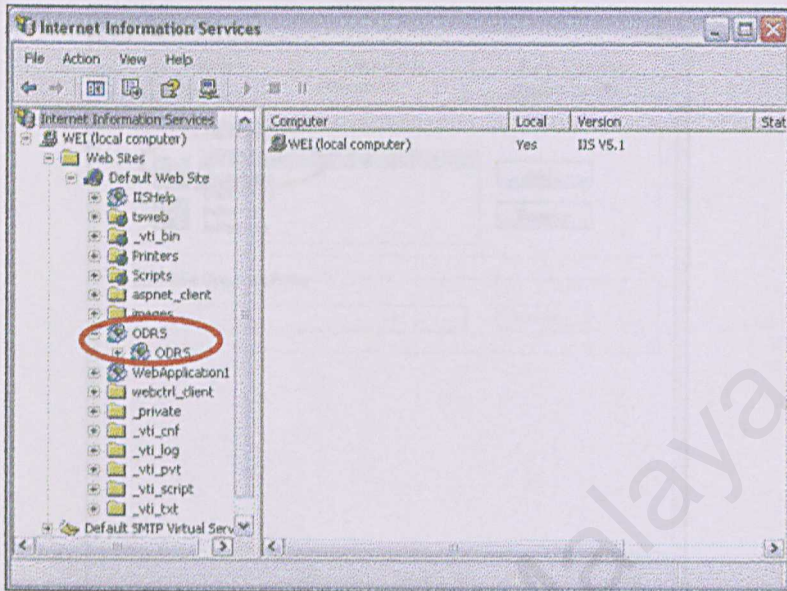 Internet Information Services
File Action View Help
Internet Information Services
WEI (local computer)
Web Sites
Default Web Site
IISHelp
tsweb
_vti_bin
Printers
Scripts
aspnet_client
images
ODRS
ODRS
WebApplication1
webctrl_client
_private
_vti_cnf
_vti_log
_vti_pvt
_vti_script
_vti_txt
Default SMTP Virtual Serv
Computer Local Version Stat
WEI (local computer) Yes IIS V5.1
Malaya